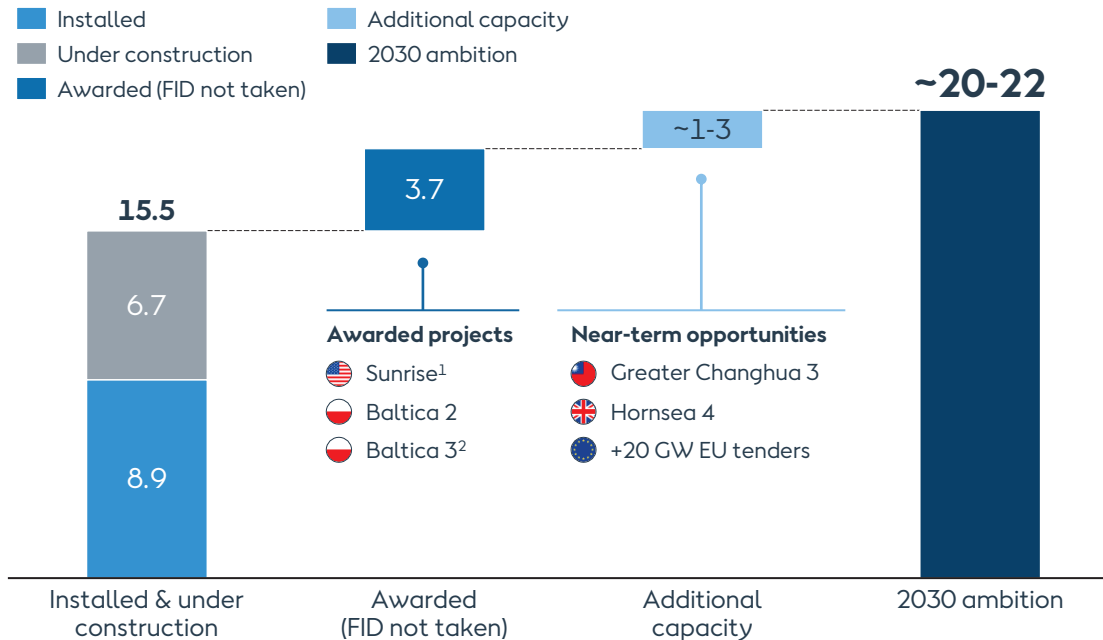 Installed
Under construction
Awarded (FID not taken)
Additional capacity
2030 ambition
15.5
6.7
8.9
3.7
~1-3
~20-22
Awarded projects
Sunrise¹
Baltica 2
Baltica 3²
Near-term opportunities
Greater Changhua 3
Hornsea 4
+20 GW EU tenders
Installed & under
construction
Awarded
(FID not taken)
Additional
capacity
2030 ambition